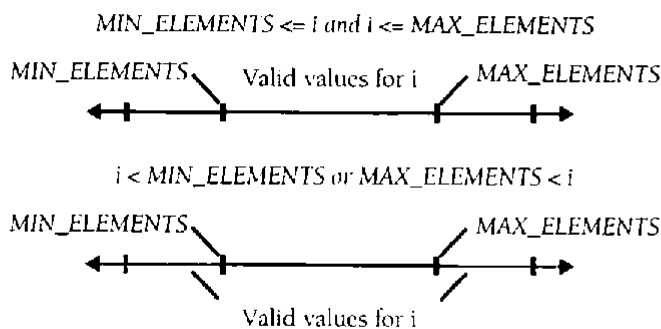 MIN_ELEMENTS <= i and i <= MAX_ELEMENTS
MIN_ELEMENTS Valid values for i MAX_ELEMENTS
i < MIN_ELEMENTS or MAX_ELEMENTS < i
MIN_ELEMENTS MAX_ELEMENTS
Valid values for i